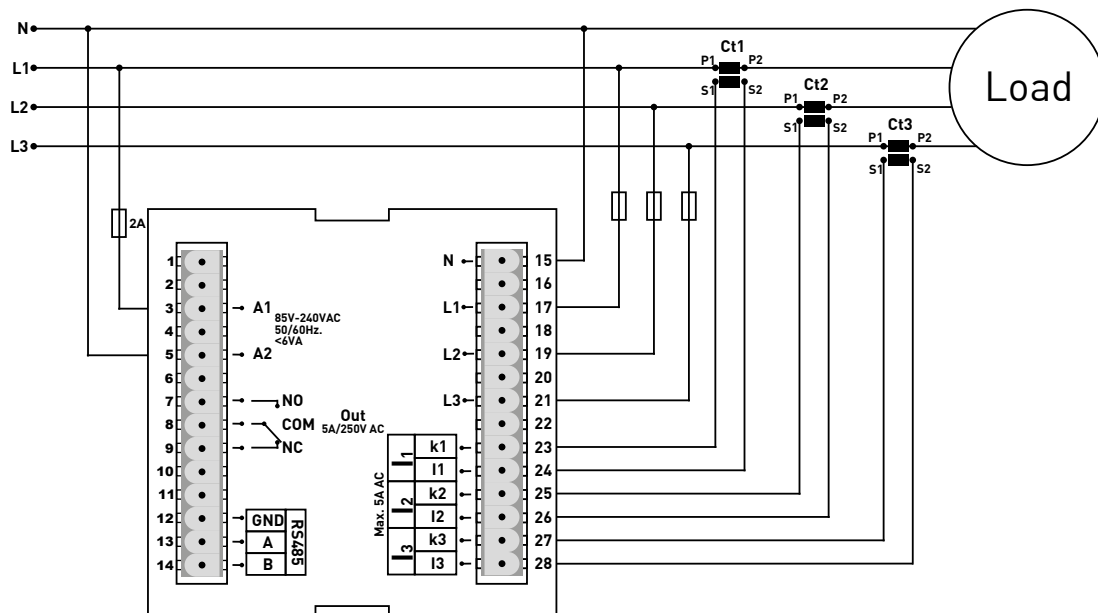 N
L1
L2
L3
Ct1
P1 P2
S1 S2
Ct2
P1 P2
S1 S2
Ct3
P1 P2
S1 S2
Load
2A
1
2
3
4
5
6
7
8
9
10
11
12
13
14
A1
85V-240VAC
50/60Hz.
<6VA
A2
NO
COM
NC
Out
5A/250V AC
GND
A
B
RS485
N
L1
L2
L3
Max. 5A AC
I1
I2
I3
k1
l1
k2
l2
k3
l3
15
16
17
18
19
20
21
22
23
24
25
26
27
28